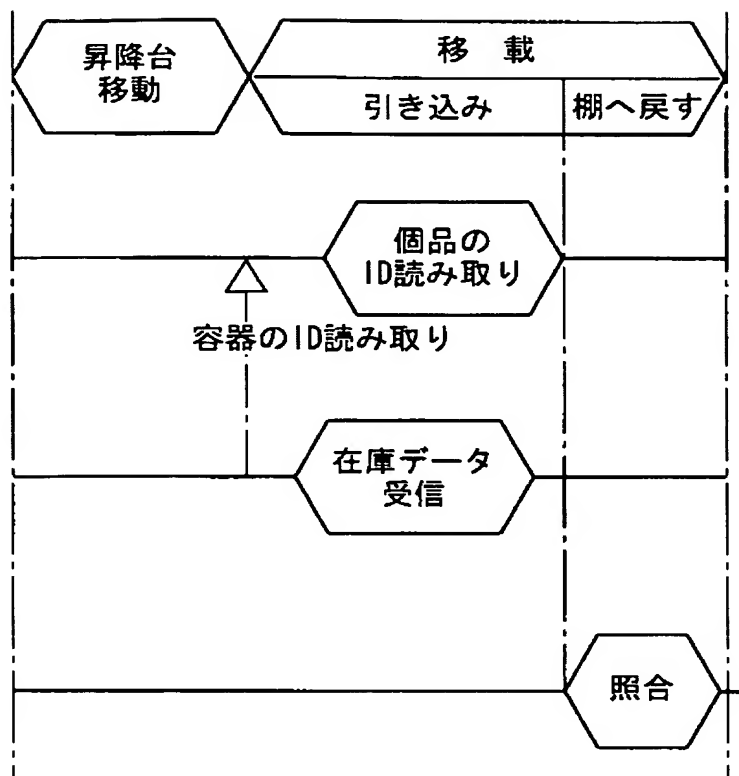 昇降台
移動
移 載
引き込み
棚へ戻す
個品の
ID読み取り
容器のID読み取り
在庫データ
受信
照合